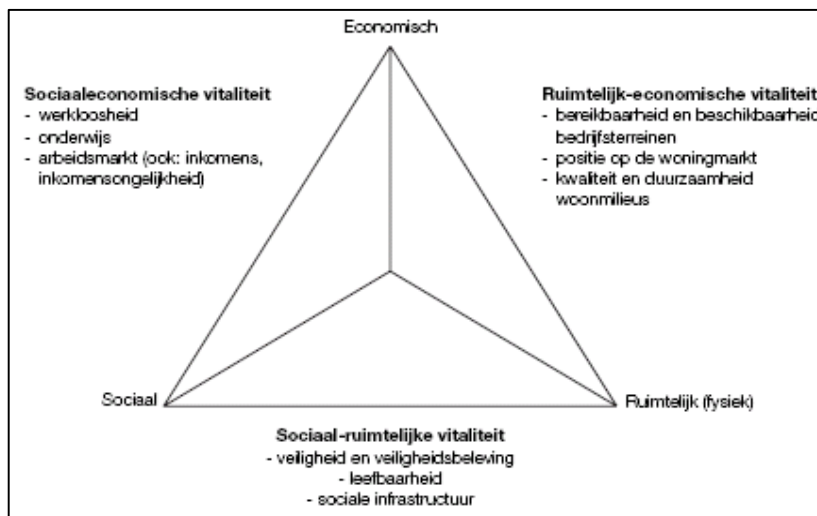 Economisch
Sociaaleconomische vitaliteit
- werkloosheid
- onderwijs
- arbeidsmarkt (ook: inkomens,
inkomensongelijkheid)
Ruimtelijk-economische vitaliteit
- bereikbaarheid en beschikbaarheid
bedrijfsterreinen
- positie op de woningmarkt
- kwaliteit en duurzaamheid
woonmilieus
Sociaal
Ruimtelijk (fysiek)
Sociaal-ruimtelijke vitaliteit
- veiligheid en veiligheidsbeleving
- leefbaarheid
- sociale infrastructuur